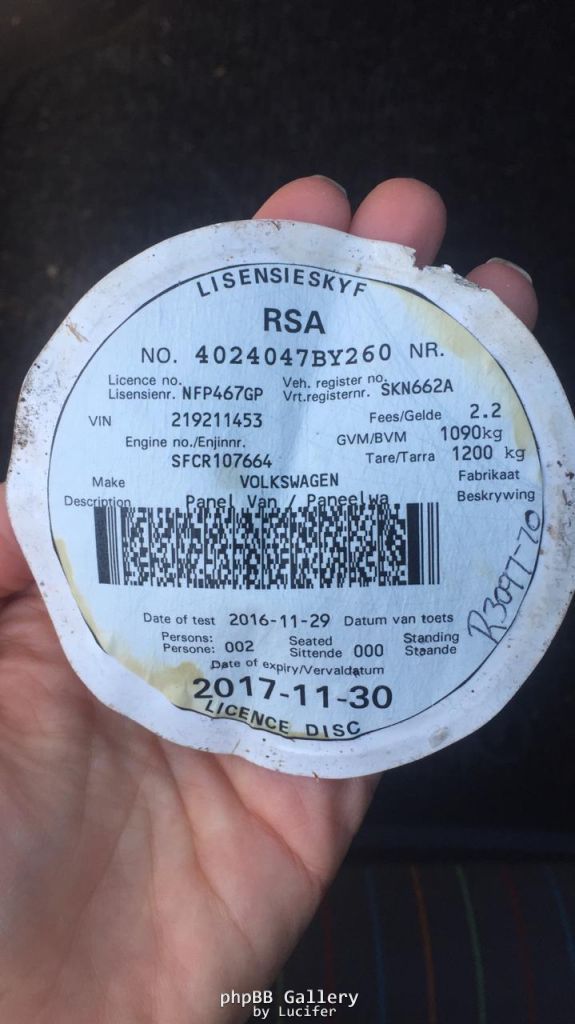 LISENSIESKYF
RSA
NO. 4024047BY260 NR.
Licence no.
Lisensienr. NFP467GP
Veh. register no.
Vrt.registernr. SKN662A
VIN 219211453
Fees/Gelde 2.2
Engine no./Enjinnr.
SFCR107664
GVM/BVM 1090kg
Tare/Tarra 1200 kg
Make VOLKSWAGEN Fabrikaat
Description Panel Van / Paneelwa Beskrywing
R3097-70
Date of test 2016-11-29 Datum van toets
Persons:
Persone: 002
Seated
Sittende 000
Standing
Staande
Date of expiry/Vervaldatum
2017-11-30
LICENCE DISC
phpBB Gallery
by Lucifer